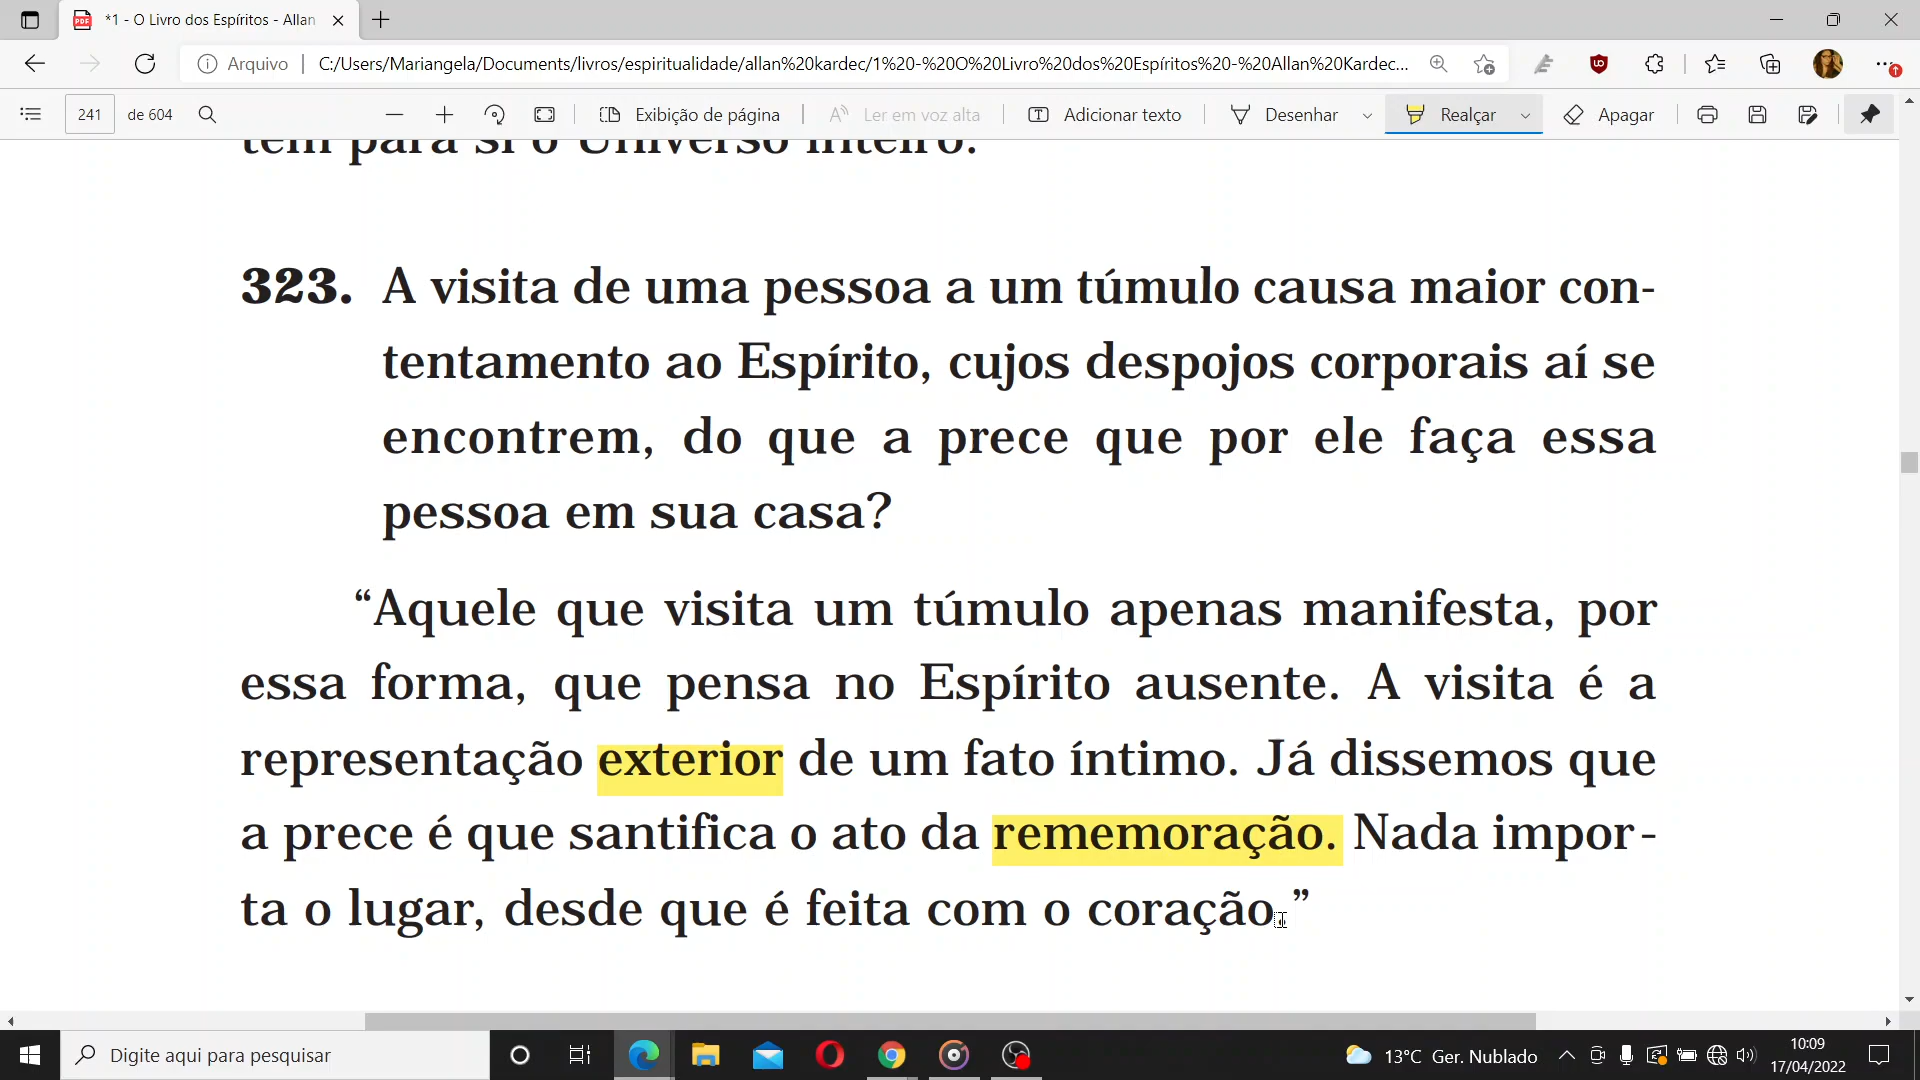 *1 - O Livro dos Espíritos - Allan
Arquivo
C:/Users/Mariangela/Documents/livros/espiritualidade/allan%20kardec/1%20-%20O%20Livro%20dos%20Espíritos%20-%20Allan%20Kardec...
241 de 604
Exibição de página
Ler em voz alta
Adicionar texto
Desenhar
Realçar
Apagar
tem para si o Universo inteiro.
323. A visita de uma pessoa a um túmulo causa maior con-
tentamento ao Espírito, cujos despojos corporais aí se
encontrem, do que a prece que por ele faça essa
pessoa em sua casa?
“Aquele que visita um túmulo apenas manifesta, por
essa forma, que pensa no Espírito ausente. A visita é a
representação exterior de um fato íntimo. Já dissemos que
a prece é que santifica o ato da rememoração. Nada impor-
ta o lugar, desde que é feita com o coração.”
Digite aqui para pesquisar
13°C Ger. Nublado
10:09
17/04/2022